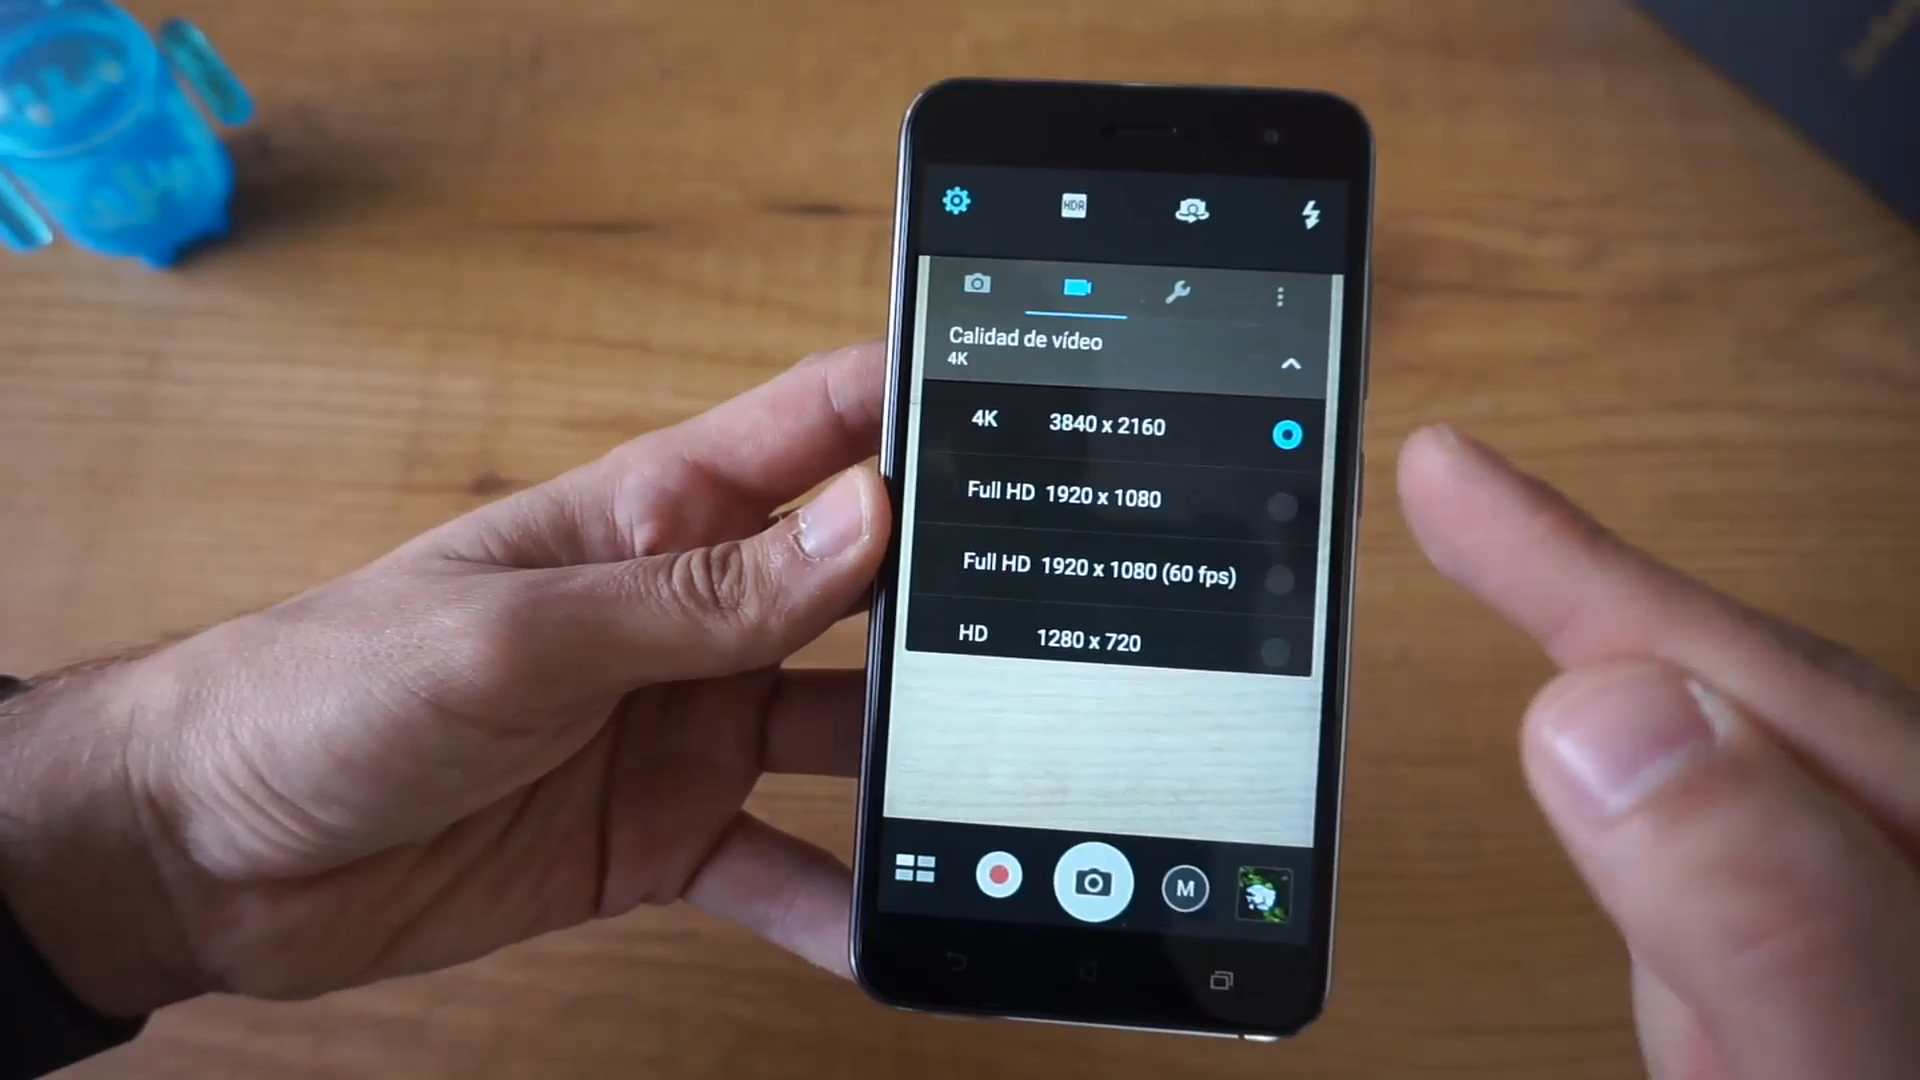 HDR
Calidad de vídeo
4K
4K 3840 x 2160
Full HD 1920 x 1080
Full HD 1920 x 1080 (60 fps)
HD 1280 x 720
M